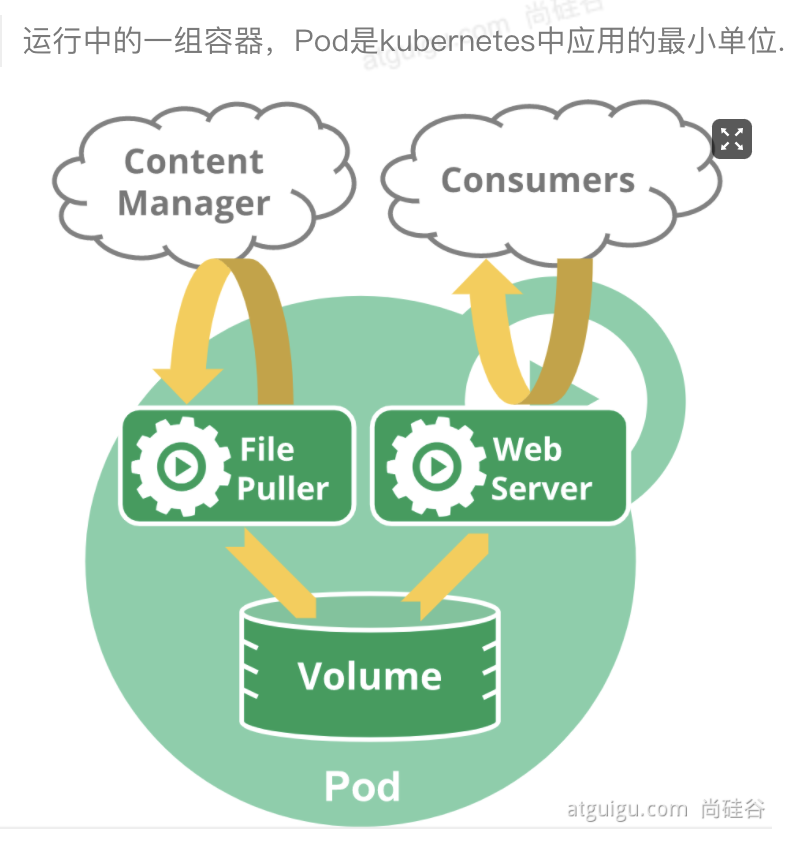 运行中的一组容器，Pod是kubernetes中应用的最小单位.
atguigu.com 尚硅谷
Content
Manager
Consumers
File
Puller
Web
Server
Volume
Pod
atguigu.com 尚硅谷